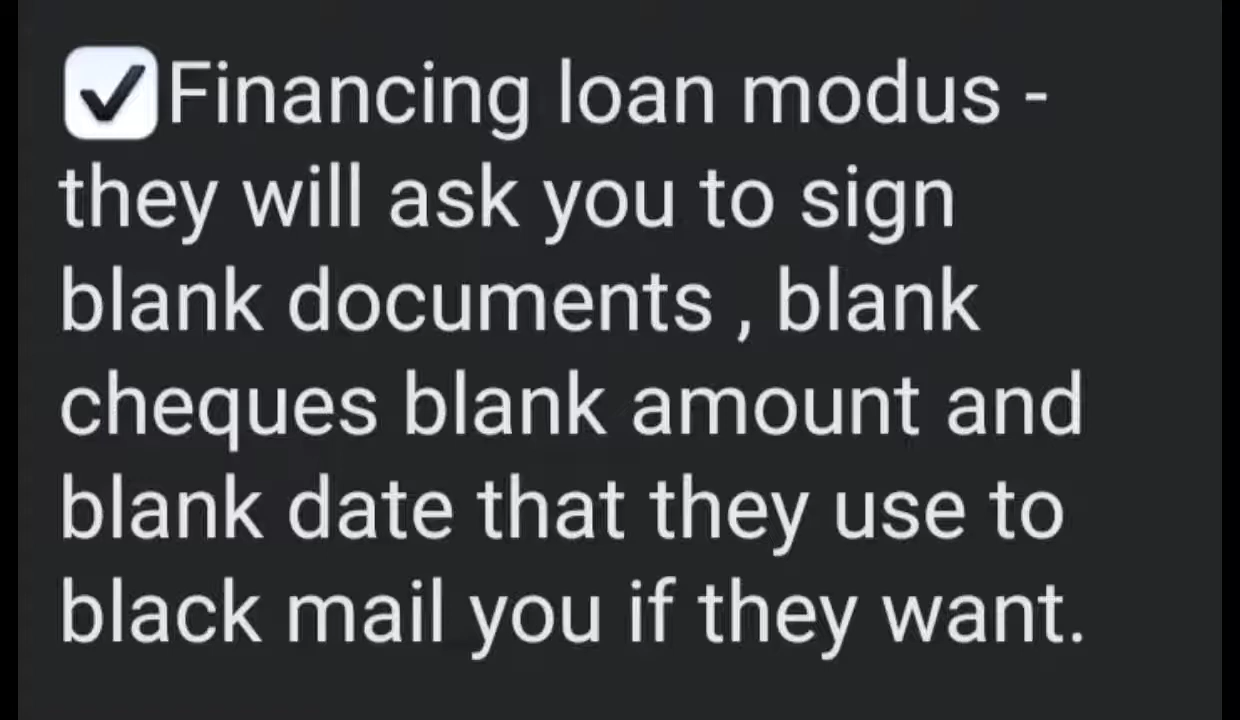 ✔Financing loan modus -
they will ask you to sign
blank documents , blank
cheques blank amount and
blank date that they use to
black mail you if they want.